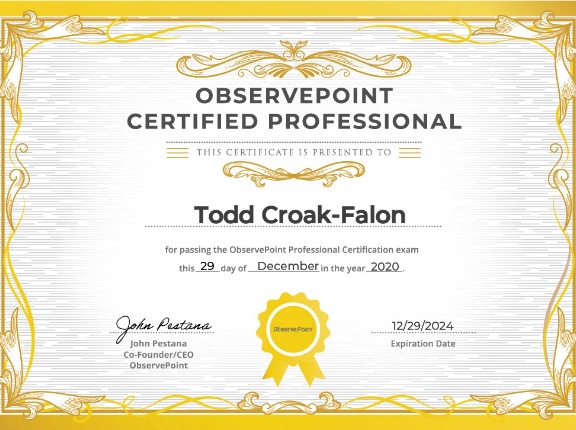 OBSERVEPOINT
CERTIFIED PROFESSIONAL
THIS CERTIFICATE IS PRESENTED TO
Todd Croak-Falon
for passing the ObservePoint Professional Certification exam
this 29 day of December in the year 2020.
John Pestana
John Pestana
Co-Founder/CEO
ObservePoint
ObservePoint
12/29/2024
Expiration Date